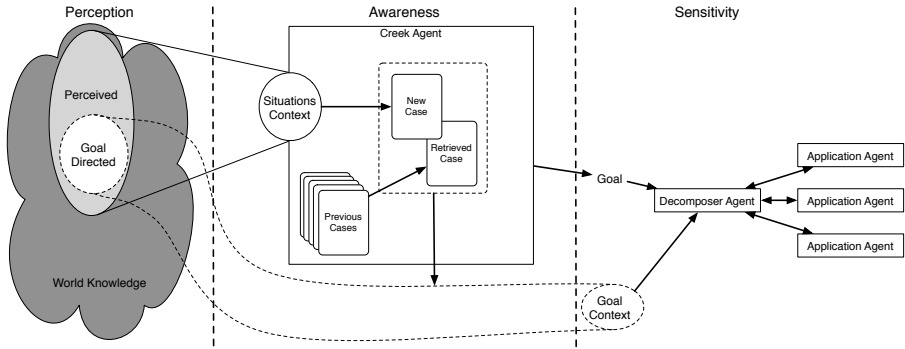 Perception
Awareness
Sensitivity
Creek Agent
Perceived
Goal
Directed
World Knowledge
Situations
Context
New
Case
Retrieved
Case
Previous
Cases
Goal
Decomposer Agent
Application Agent
Application Agent
Application Agent
Goal
Context